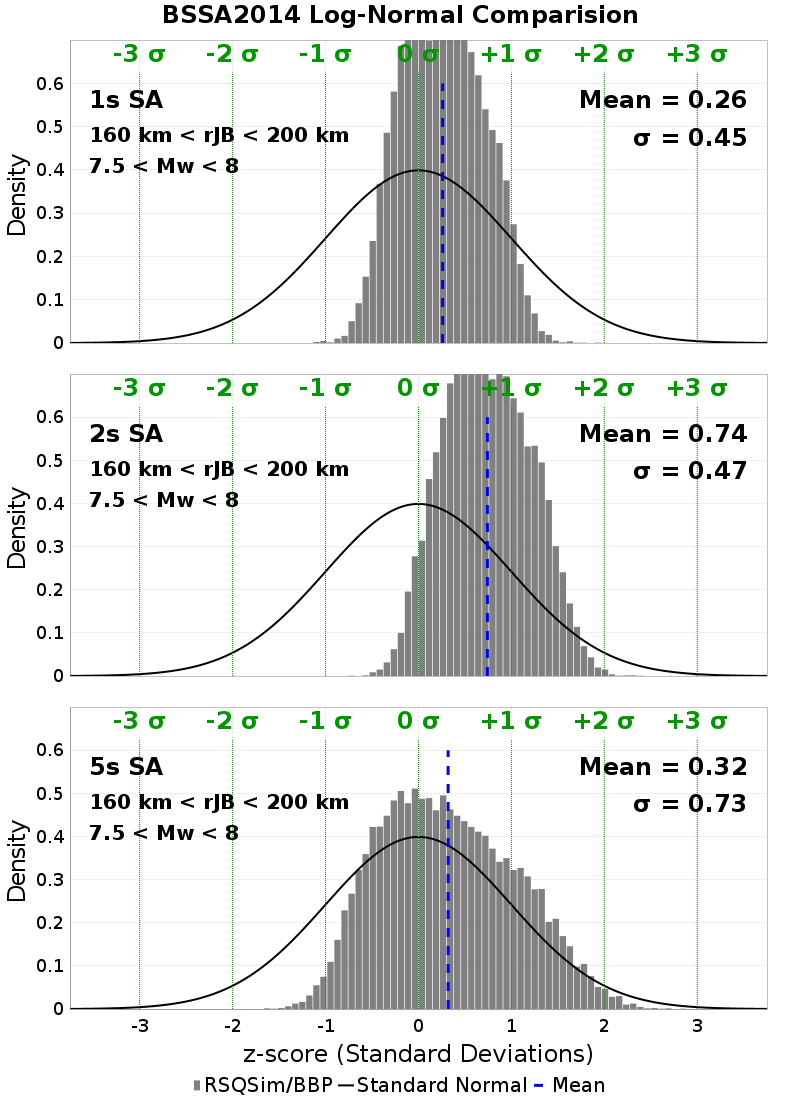 BSSA2014 Log-Normal Comparision
-3 σ -2 σ -1 σ 0 σ +1 σ +2 σ +3 σ
0.6
0.5
0.4
0.3
0.2
0.1
0
Density
1s SA
160 km < rJB < 200 km
7.5 < Mw < 8
Mean = 0.26
σ = 0.45
-3 σ -2 σ -1 σ 0 σ +1 σ +2 σ +3 σ
0.6
0.5
0.4
0.3
0.2
0.1
0
Density
2s SA
160 km < rJB < 200 km
7.5 < Mw < 8
Mean = 0.74
σ = 0.47
-3 σ -2 σ -1 σ 0 σ +1 σ +2 σ +3 σ
0.6
0.5
0.4
0.3
0.2
0.1
0
Density
5s SA
160 km < rJB < 200 km
7.5 < Mw < 8
Mean = 0.32
σ = 0.73
-3 -2 -1 0 1 2 3
z-score (Standard Deviations)
RSQSim/BBP Standard Normal Mean